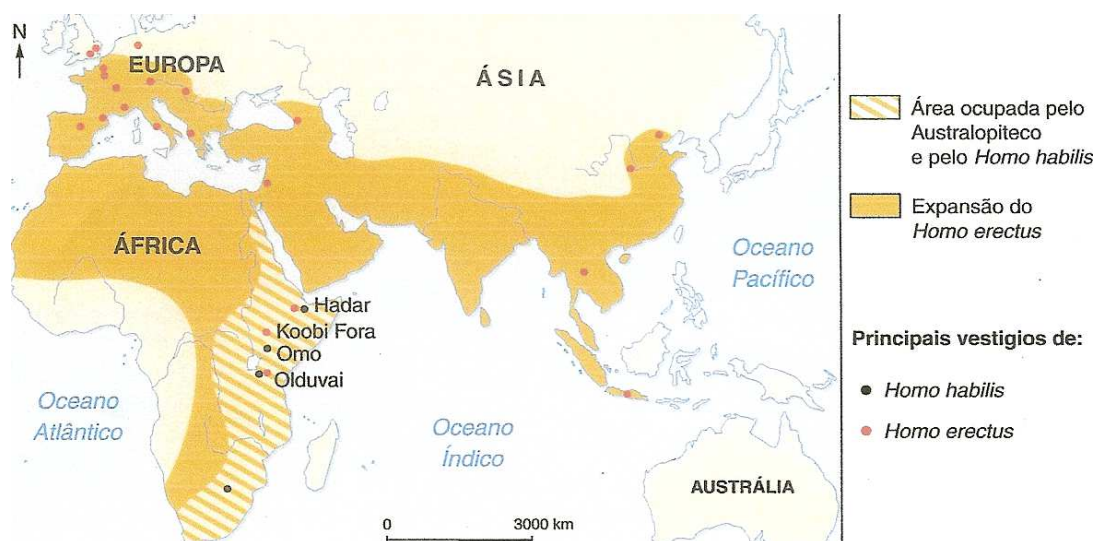 N
EUROPA
ÁSIA
ÁFRICA
Hadar
Koobi Fora
Omo
Olduvai
Oceano
Pacífico
Oceano
Atlântico
Oceano
Índico
AUSTRÁLIA
0 3000 km
Área ocupada pelo
Australopiteco
e pelo Homo habilis
Expansão do
Homo erectus
Principais vestigios de:
Homo habilis
Homo erectus